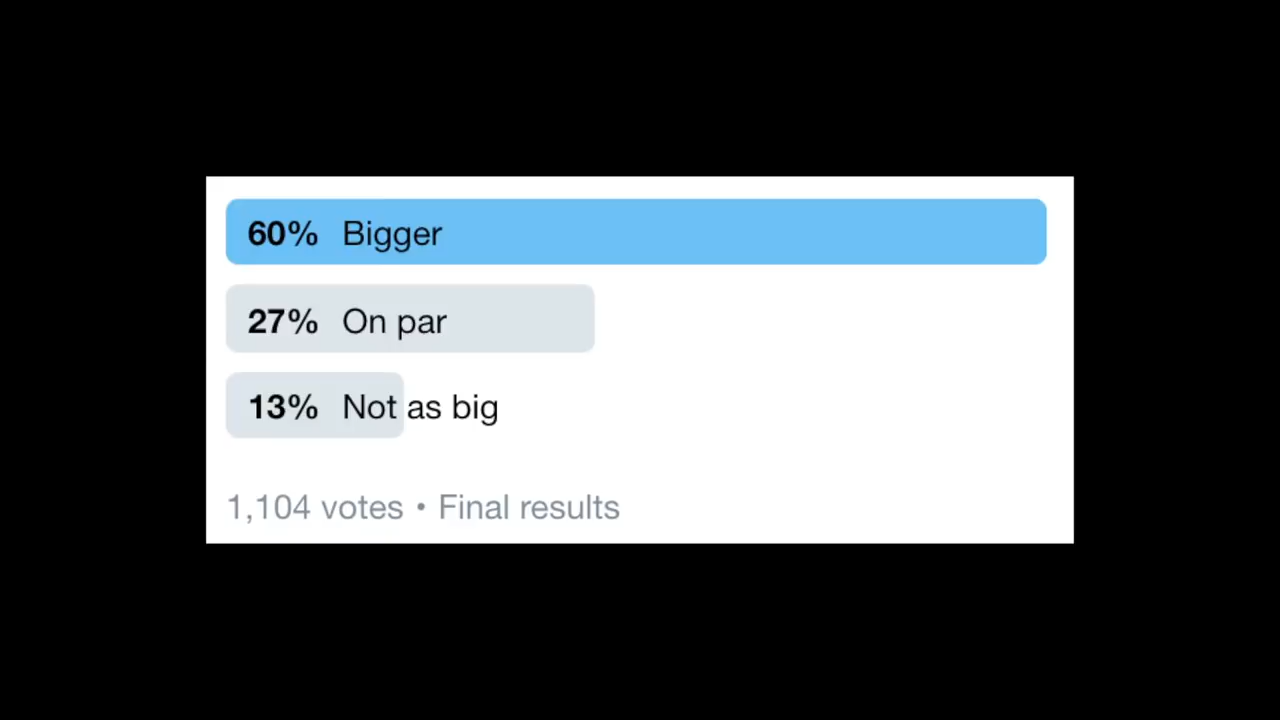 60% Bigger
27% On par
13% Not as big
1,104 votes • Final results